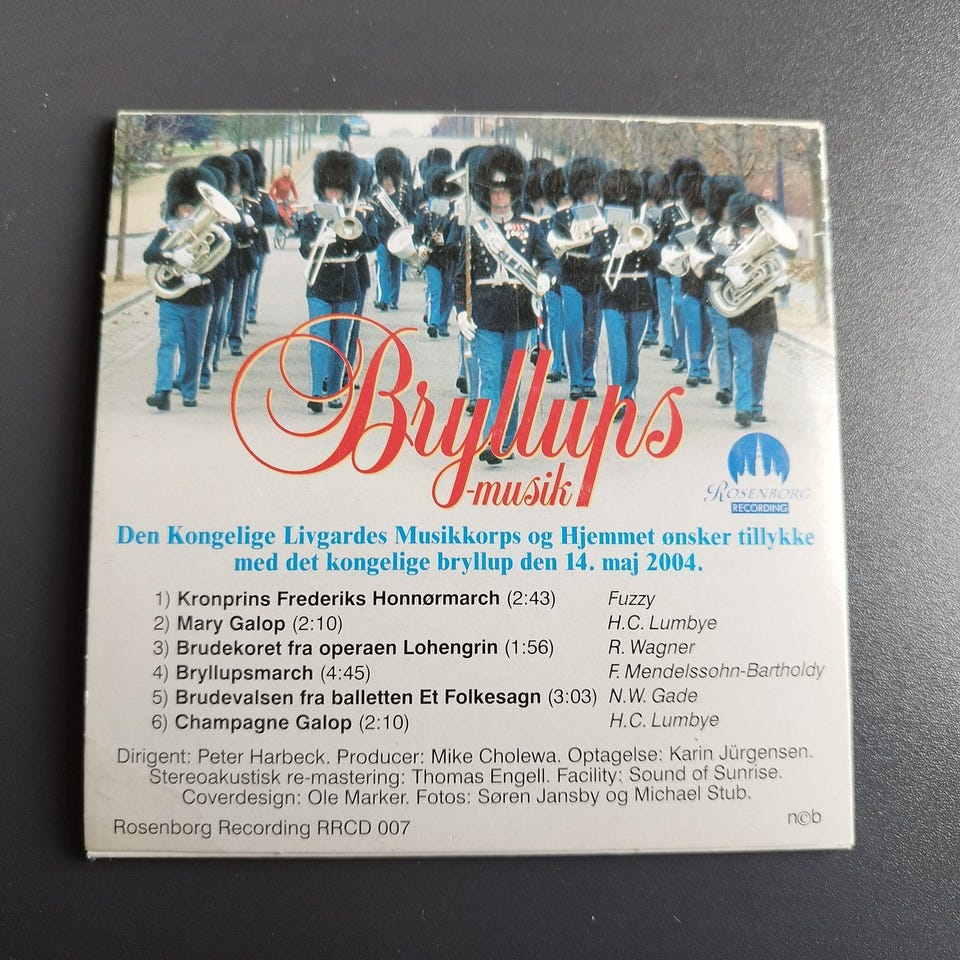 Bryllups
-musik
ROSENBORG
RECORDING
Den Kongelige Livgardes Musikkorps og Hjemmet ønsker tillykke
med det kongelige bryllup den 14. maj 2004.
1) Kronprins Frederiks Honnørmarch (2:43) Fuzzy
2) Mary Galop (2:10) H.C. Lumbye
3) Brudekoret fra operaen Lohengrin (1:56) R. Wagner
4) Bryllupsmarch (4:45) F. Mendelssohn-Bartholdy
5) Brudevalsen fra balletten Et Folkesagn (3:03) N.W. Gade
6) Champagne Galop (2:10) H.C. Lumbye
Dirigent: Peter Harbeck. Producer: Mike Cholewa. Optagelse: Karin Jürgensen.
Stereoakustisk re-mastering: Thomas Engell. Facility: Sound of Sunrise.
Coverdesign: Ole Marker. Fotos: Søren Jansby og Michael Stub.
Rosenborg Recording RRCD 007
n©b